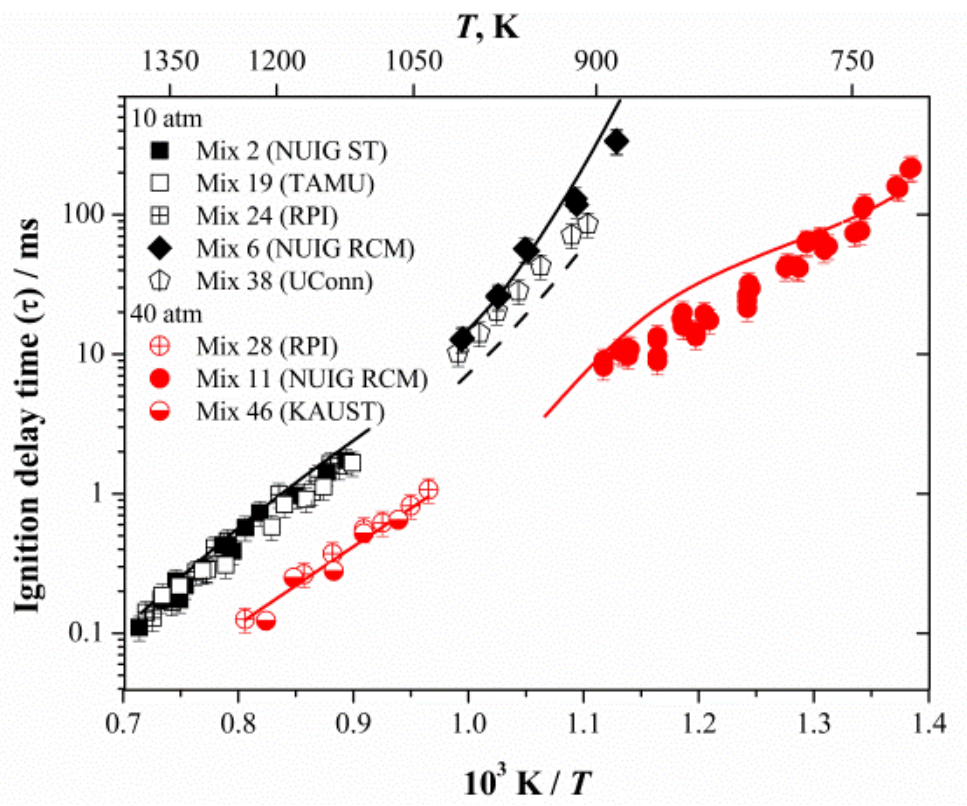 T, K
1350 1200 1050 900 750
10 atm
Mix 2 (NUIG ST)
Mix 19 (TAMU)
Mix 24 (RPI)
Mix 6 (NUIG RCM)
Mix 38 (UConn)
40 atm
Mix 28 (RPI)
Mix 11 (NUIG RCM)
Mix 46 (KAUST)
Ignition delay time (τ) / ms
100
10
1
0.1
0.7 0.8 0.9 1.0 1.1 1.2 1.3 1.4
10³ K / T